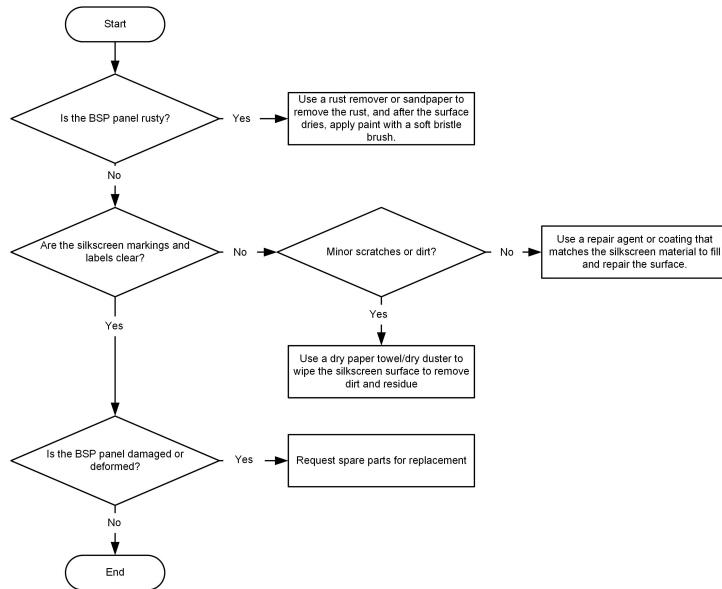 Start
Is the BSP panel rusty?
Yes
Use a rust remover or sandpaper to
remove the rust, and after the surface
dries, apply paint with a soft bristle
brush.
No
Are the silkscreen markings and
labels clear?
No
Minor scratches or dirt?
No
Use a repair agent or coating that
matches the silkscreen material to fill
and repair the surface.
Yes
Yes
Use a dry paper towel/dry duster to
wipe the silkscreen surface to remove
dirt and residue
Is the BSP panel damaged or
deformed?
Yes
Request spare parts for replacement
No
End